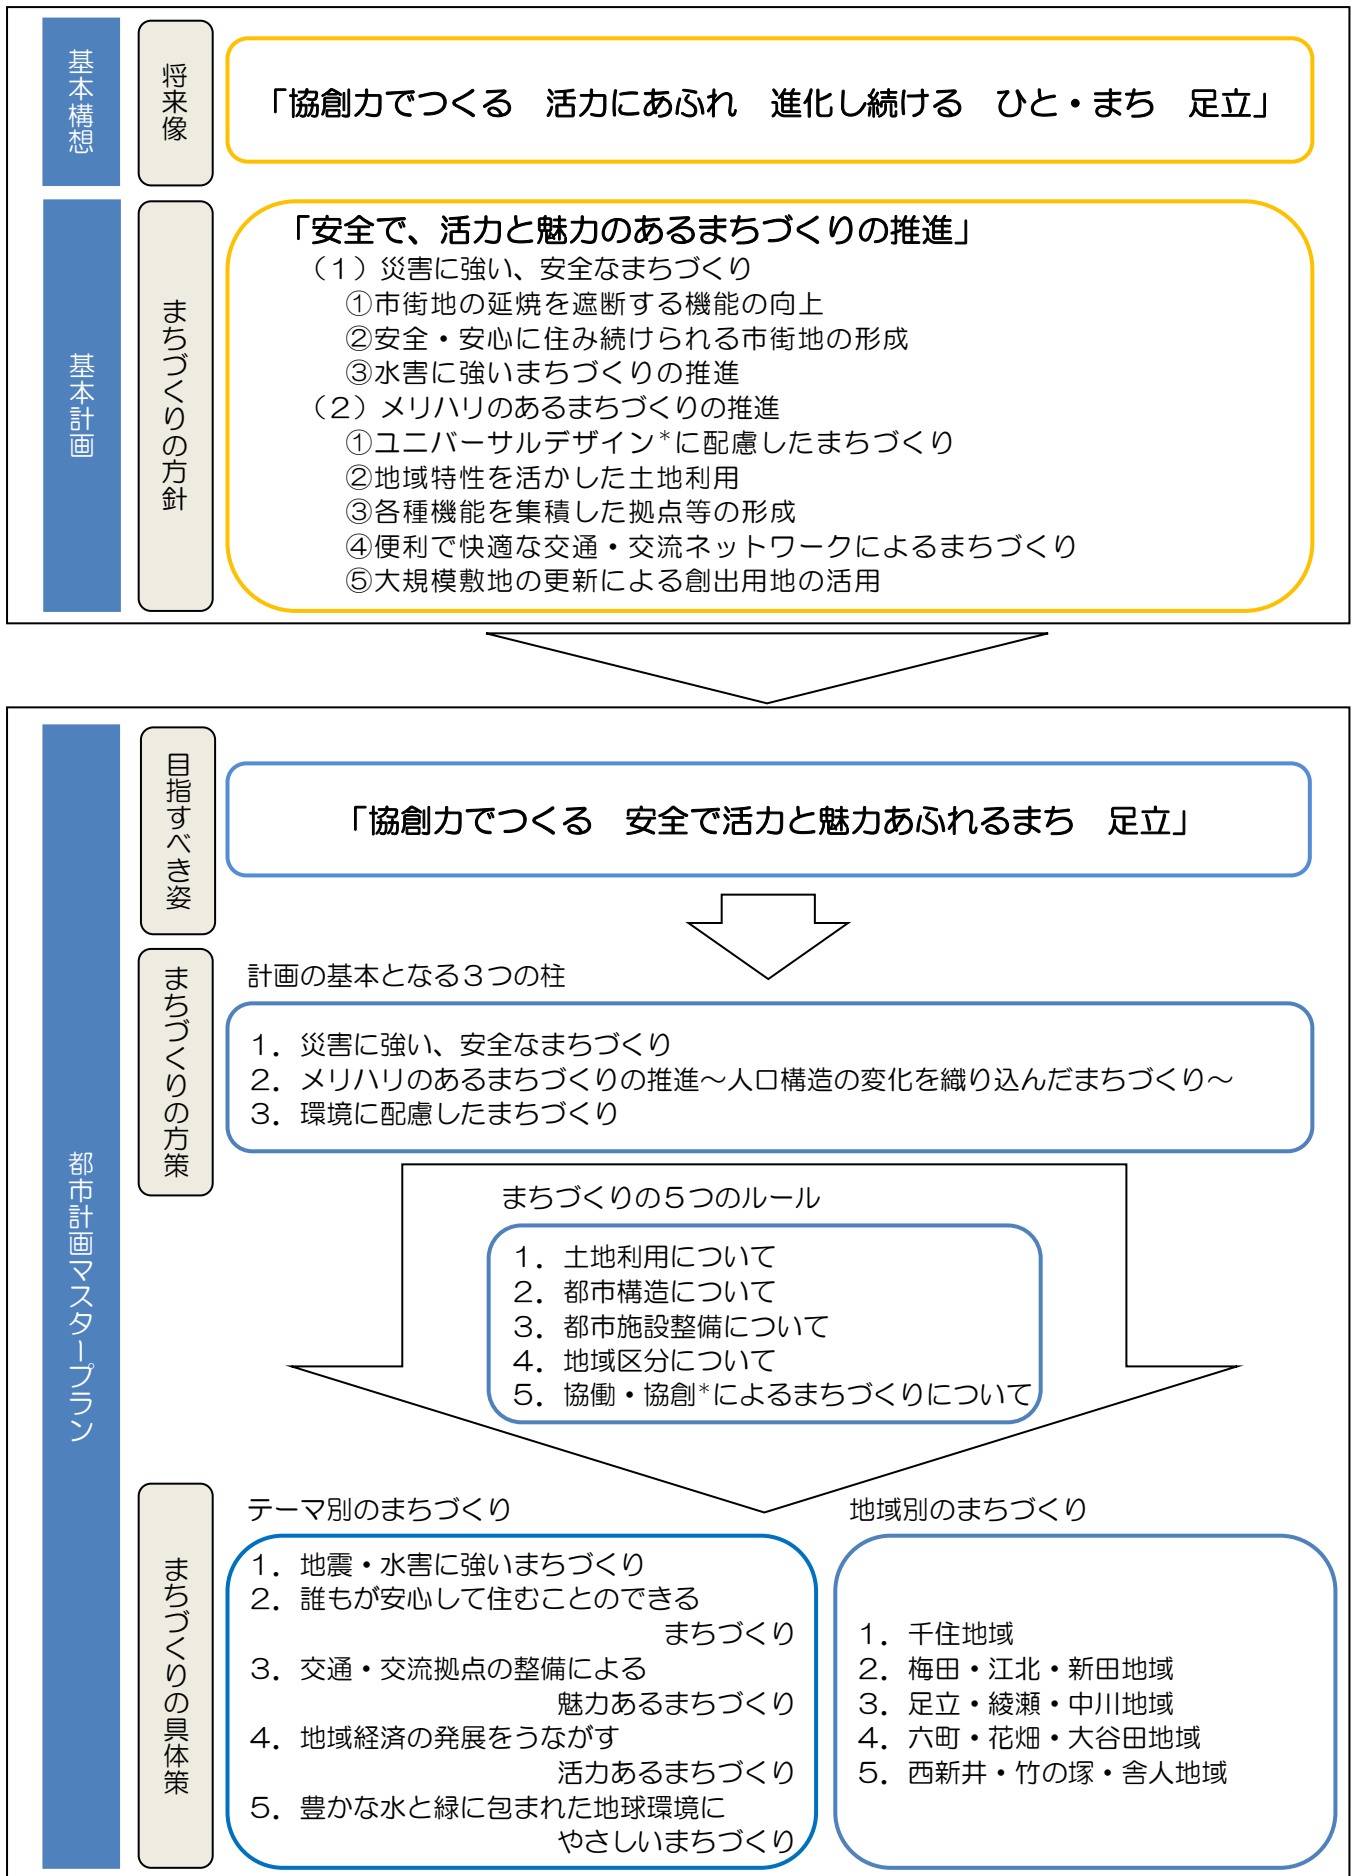 基本構想
将来像
「協創力でつくる　活力にあふれ　進化し続ける　ひと・まち　足立」
基本計画
まちづくりの方針
「安全で、活力と魅力のあるまちづくりの推進」
（１）災害に強い、安全なまちづくり
①市街地の延焼を遮断する機能の向上
②安全・安心に住み続けられる市街地の形成
③水害に強いまちづくりの推進
（２）メリハリのあるまちづくりの推進
①ユニバーサルデザイン*に配慮したまちづくり
②地域特性を活かした土地利用
③各種機能を集積した拠点等の形成
④便利で快適な交通・交流ネットワークによるまちづくり
⑤大規模敷地の更新による創出用地の活用
都市計画マスタープラン
目指すべき姿
「協創力でつくる　安全で活力と魅力あふれるまち　足立」
まちづくりの方策
計画の基本となる３つの柱
１．災害に強い、安全なまちづくり
２．メリハリのあるまちづくりの推進～人口構造の変化を織り込んだまちづくり～
３．環境に配慮したまちづくり
まちづくりの５つのルール
１．土地利用について
２．都市構造について
３．都市施設整備について
４．地域区分について
５．協働・協創*によるまちづくりについて
まちづくりの具体策
テーマ別のまちづくり
１．地震・水害に強いまちづくり
２．誰もが安心して住むことのできる
まちづくり
３．交通・交流拠点の整備による
魅力あるまちづくり
４．地域経済の発展をうながす
活力あるまちづくり
５．豊かな水と緑に包まれた地球環境に
やさしいまちづくり
地域別のまちづくり
１．千住地域
２．梅田・江北・新田地域
３．足立・綾瀬・中川地域
４．六町・花畑・大谷田地域
５．西新井・竹の塚・舎人地域